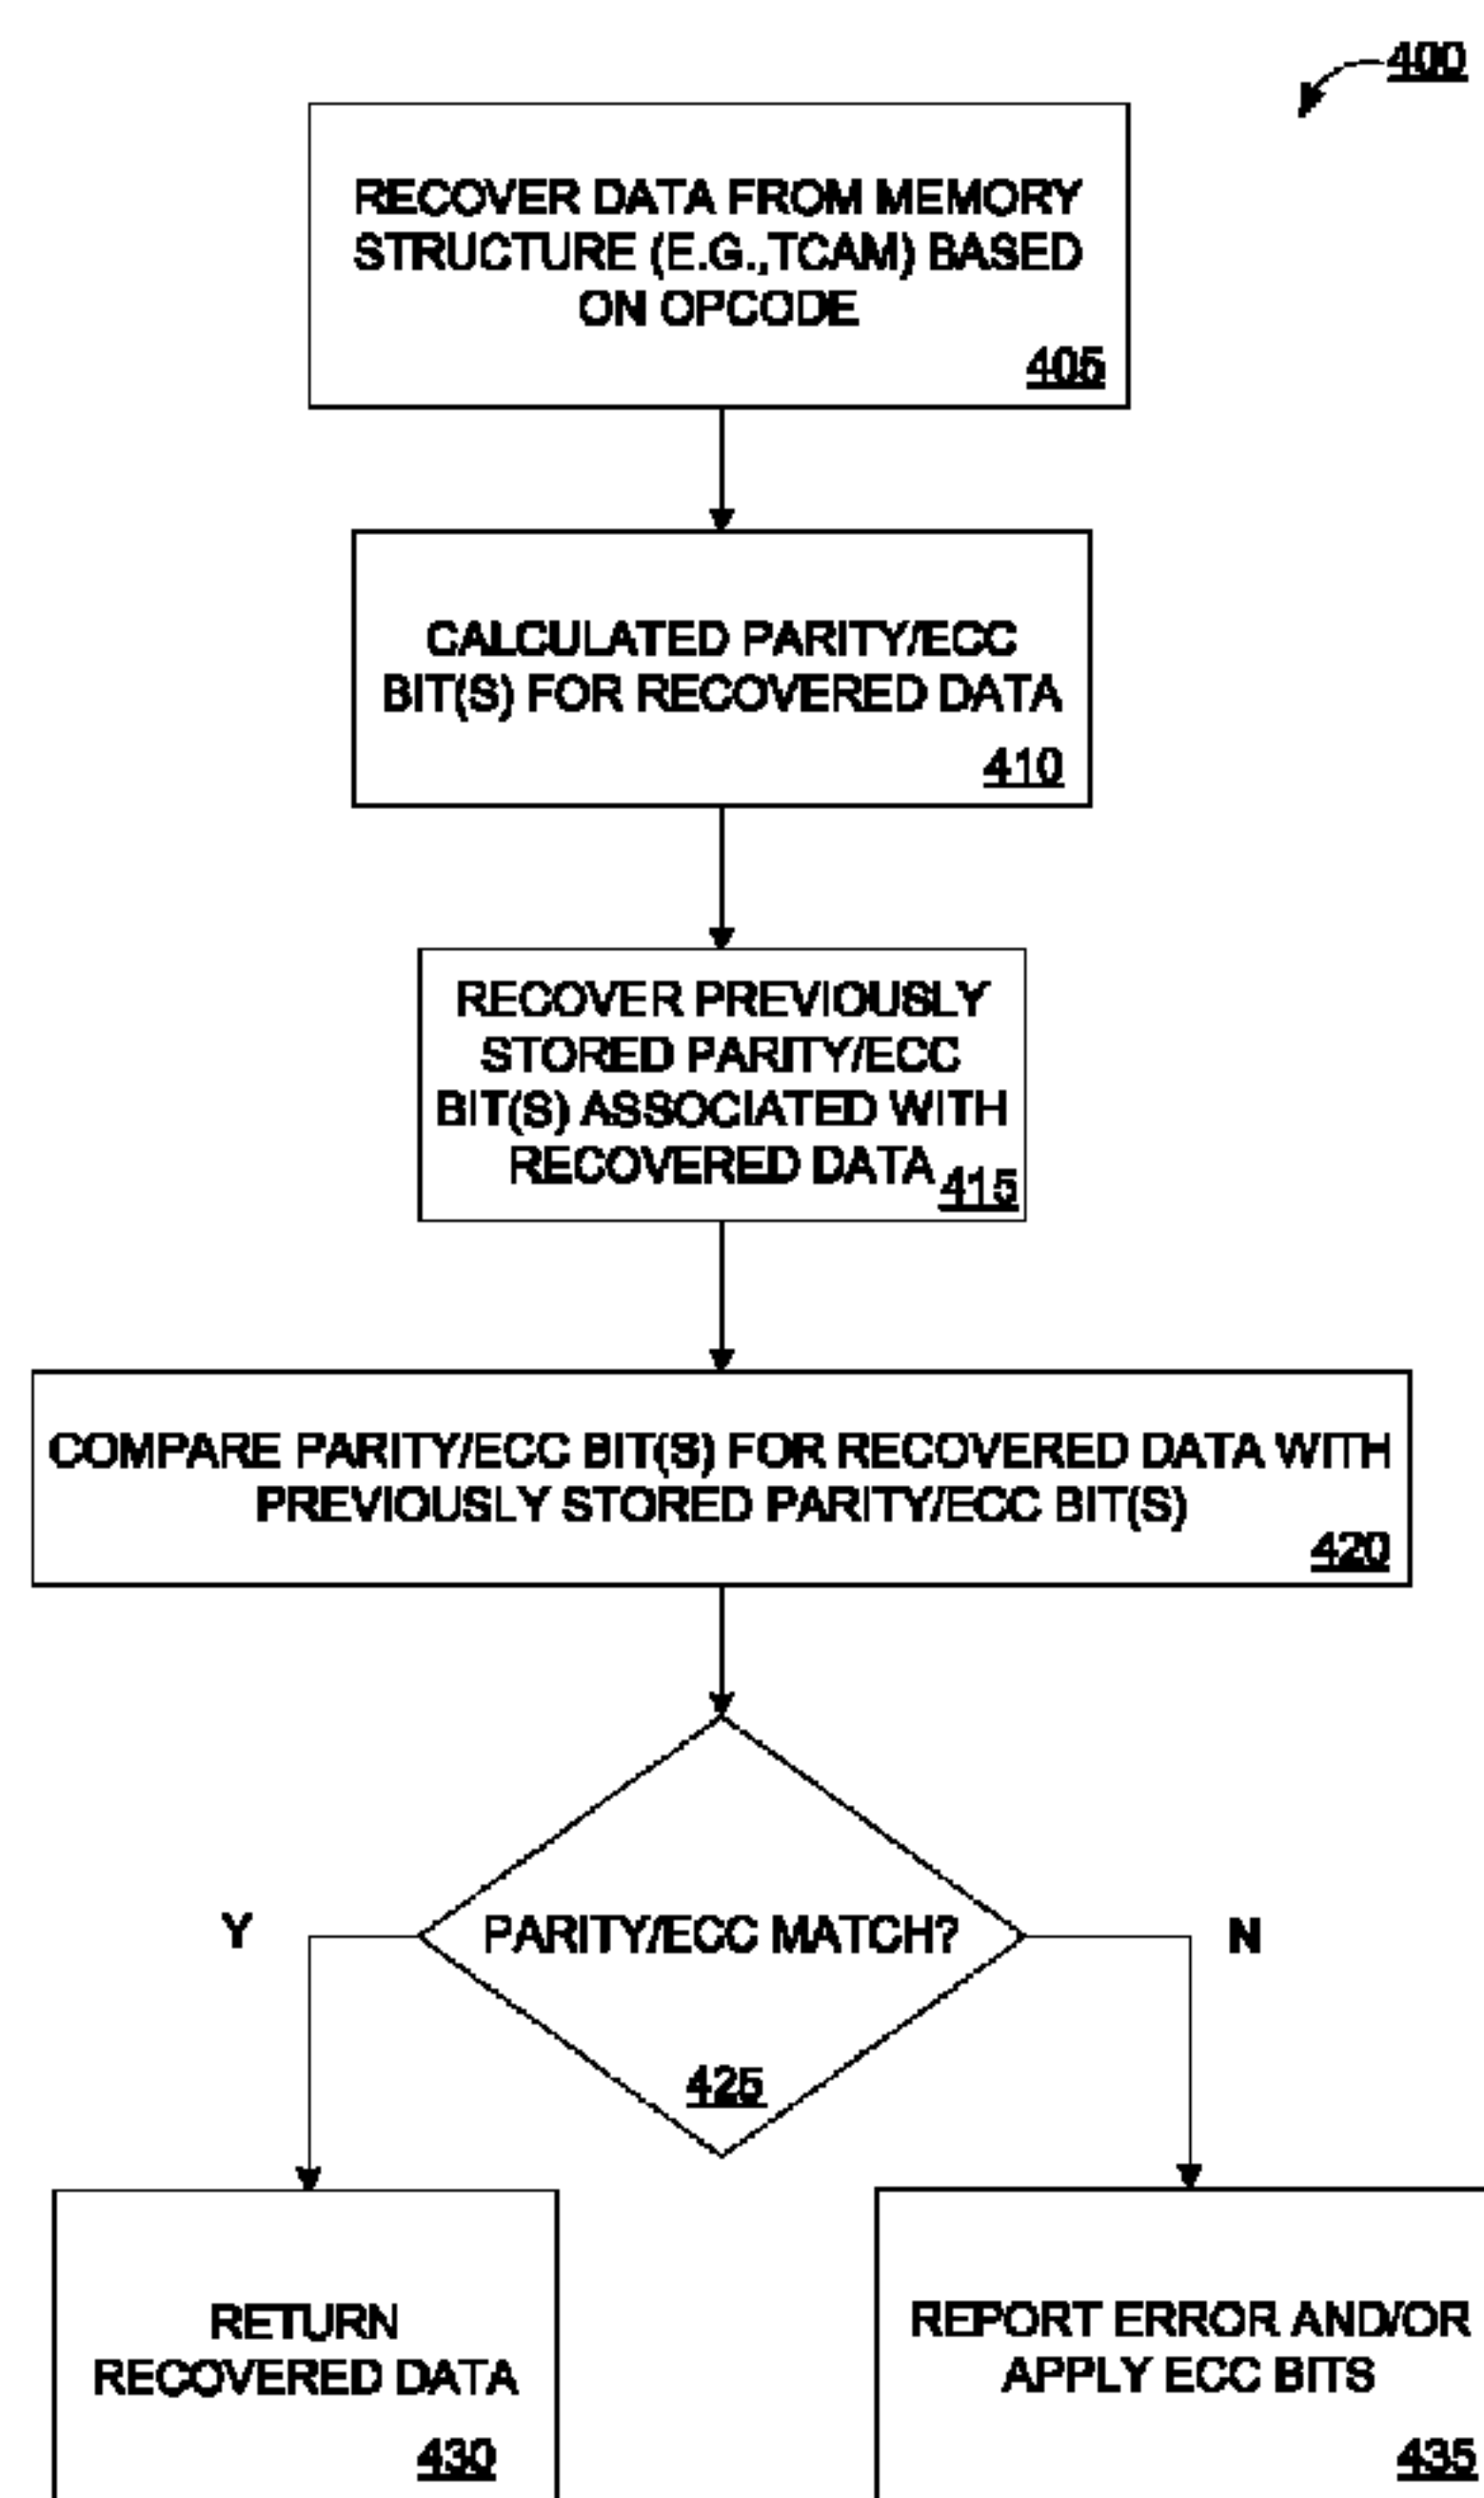 400
RECOVER DATA FROM MEMORY
STRUCTURE (E.G.,TCAM) BASED
ON OPCODE
405
CALCULATED PARITY/ECC
BIT(S) FOR RECOVERED DATA
410
RECOVER PREVIOUSLY
STORED PARITY/ECC
BIT(S) ASSOCIATED WITH
RECOVERED DATA
415
COMPARE PARITY/ECC BIT(S) FOR RECOVERED DATA WITH
PREVIOUSLY STORED PARITY/ECC BIT(S)
420
Y
PARITY/ECC MATCH?
N
425
RETURN
RECOVERED DATA
430
REPORT ERROR AND/OR
APPLY ECC BITS
435